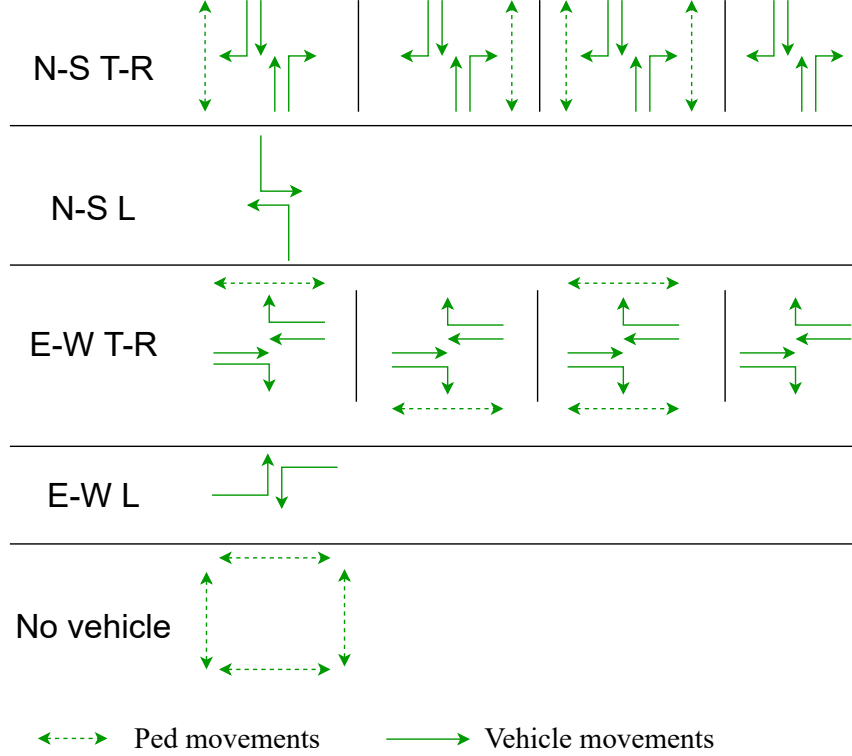 N-S T-R
N-S L
E-W T-R
E-W L
No vehicle
Ped movements
Vehicle movements